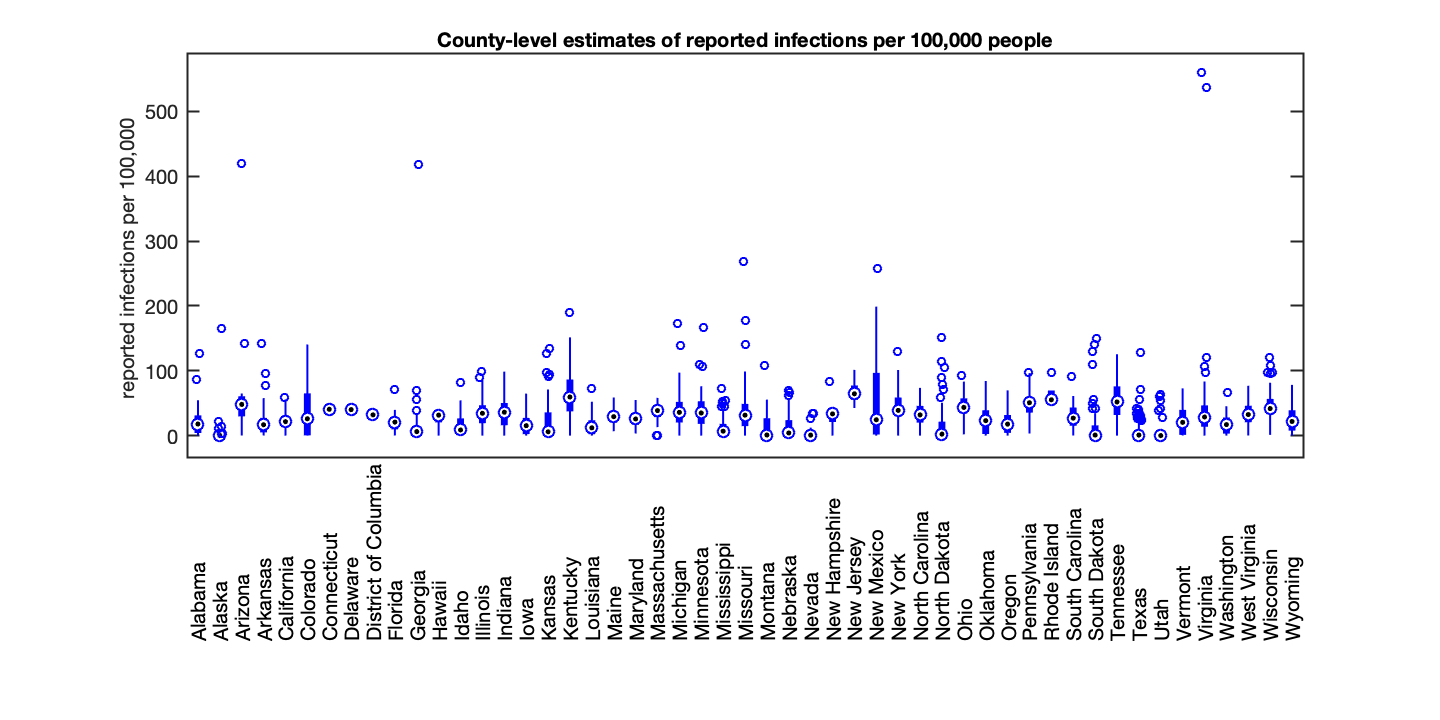 County-level estimates of reported infections per 100,000 people
reported infections per 100,000
500
400
300
200
100
0
Alabama
Alaska
Arizona
Arkansas
California
Colorado
Connecticut
Delaware
District of Columbia
Florida
Georgia
Hawaii
Idaho
Illinois
Indiana
Iowa
Kansas
Kentucky
Louisiana
Maine
Maryland
Massachusetts
Michigan
Minnesota
Mississippi
Missouri
Montana
Nebraska
Nevada
New Hampshire
New Jersey
New Mexico
New York
North Carolina
North Dakota
Ohio
Oklahoma
Oregon
Pennsylvania
Rhode Island
South Carolina
South Dakota
Tennessee
Texas
Utah
Vermont
Virginia
Washington
West Virginia
Wisconsin
Wyoming